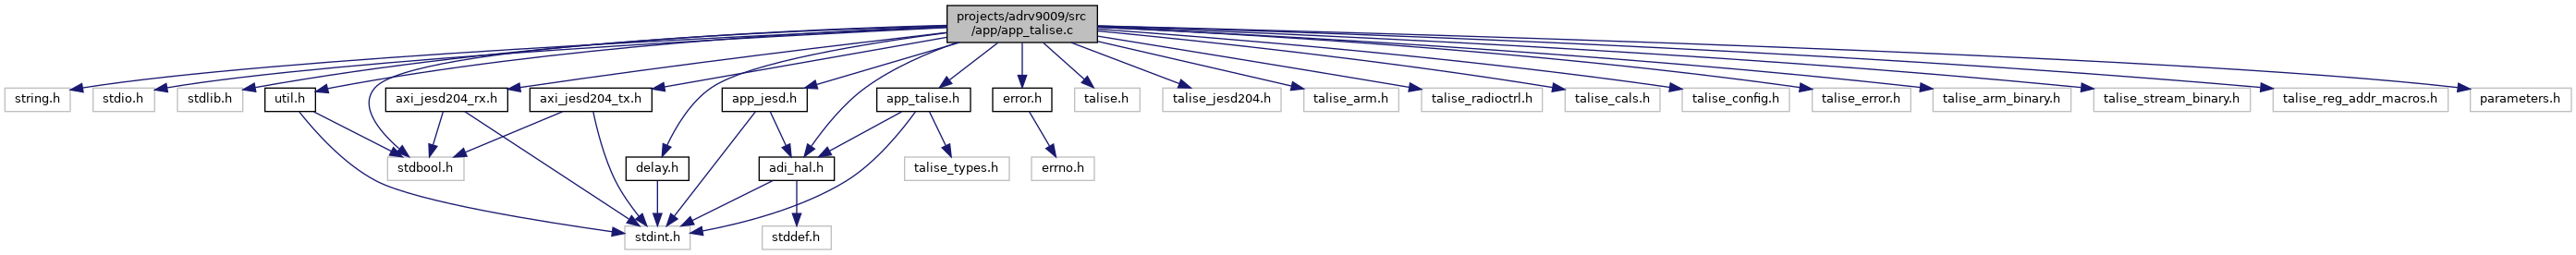 projects/adrv9009/src
/app/app_talise.c
string.h
stdio.h
stdlib.h
util.h
axi_jesd204_rx.h
axi_jesd204_tx.h
app_jesd.h
app_talise.h
error.h
talise.h
talise_jesd204.h
talise_arm.h
talise_radioctrl.h
talise_cals.h
talise_config.h
talise_error.h
talise_arm_binary.h
talise_stream_binary.h
talise_reg_addr_macros.h
parameters.h
stdbool.h
delay.h
adi_hal.h
talise_types.h
errno.h
stdint.h
stddef.h